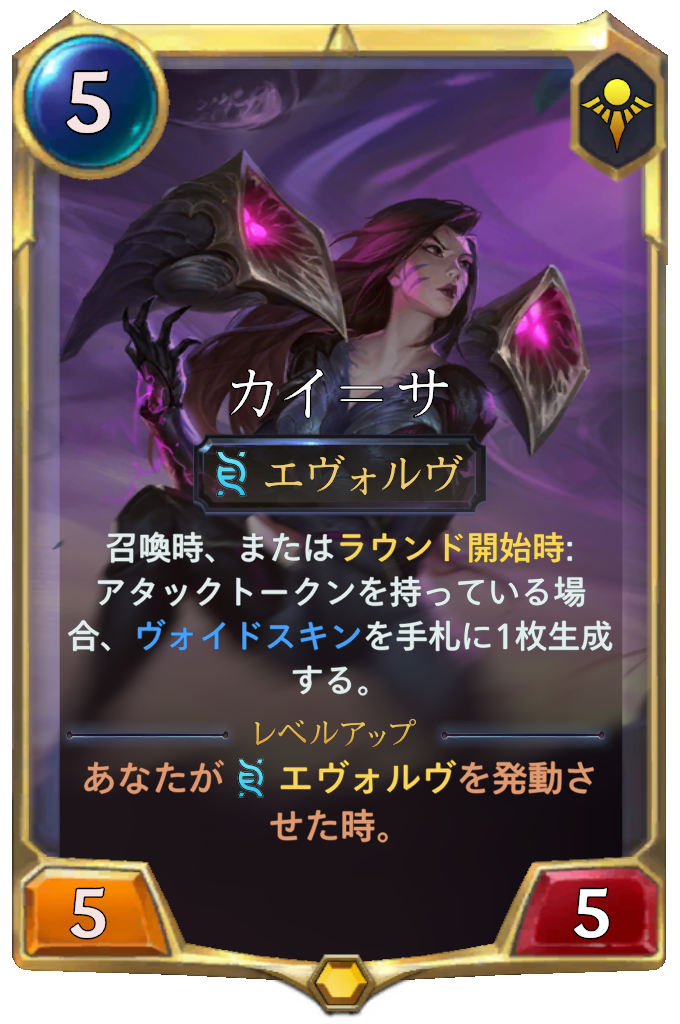 5
カイ＝サ
エヴォルヴ
召喚時、またはラウンド開始時:
アタックトークンを持っている場
合、ヴォイドスキンを手札に1枚生成
する。
レベルアップ
あなたが エヴォルヴを発動さ
せた時。
5
5